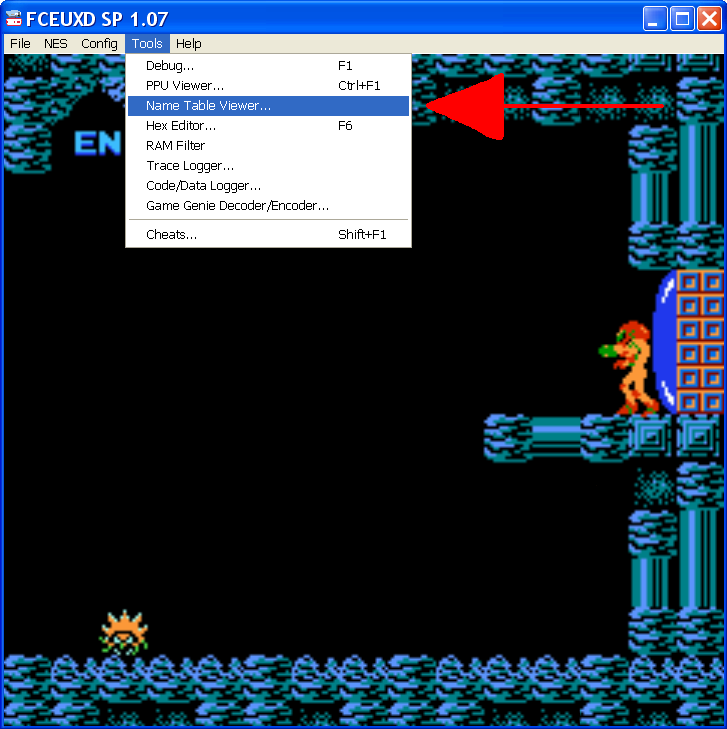 FCEUXD SP 1.07
File NES Config Tools Help
Debug... F1
PPU Viewer... Ctrl+F1
Name Table Viewer...
Hex Editor... F6
RAM Filter
Trace Logger...
Code/Data Logger...
Game Genie Decoder/Encoder...
Cheats... Shift+F1
EN